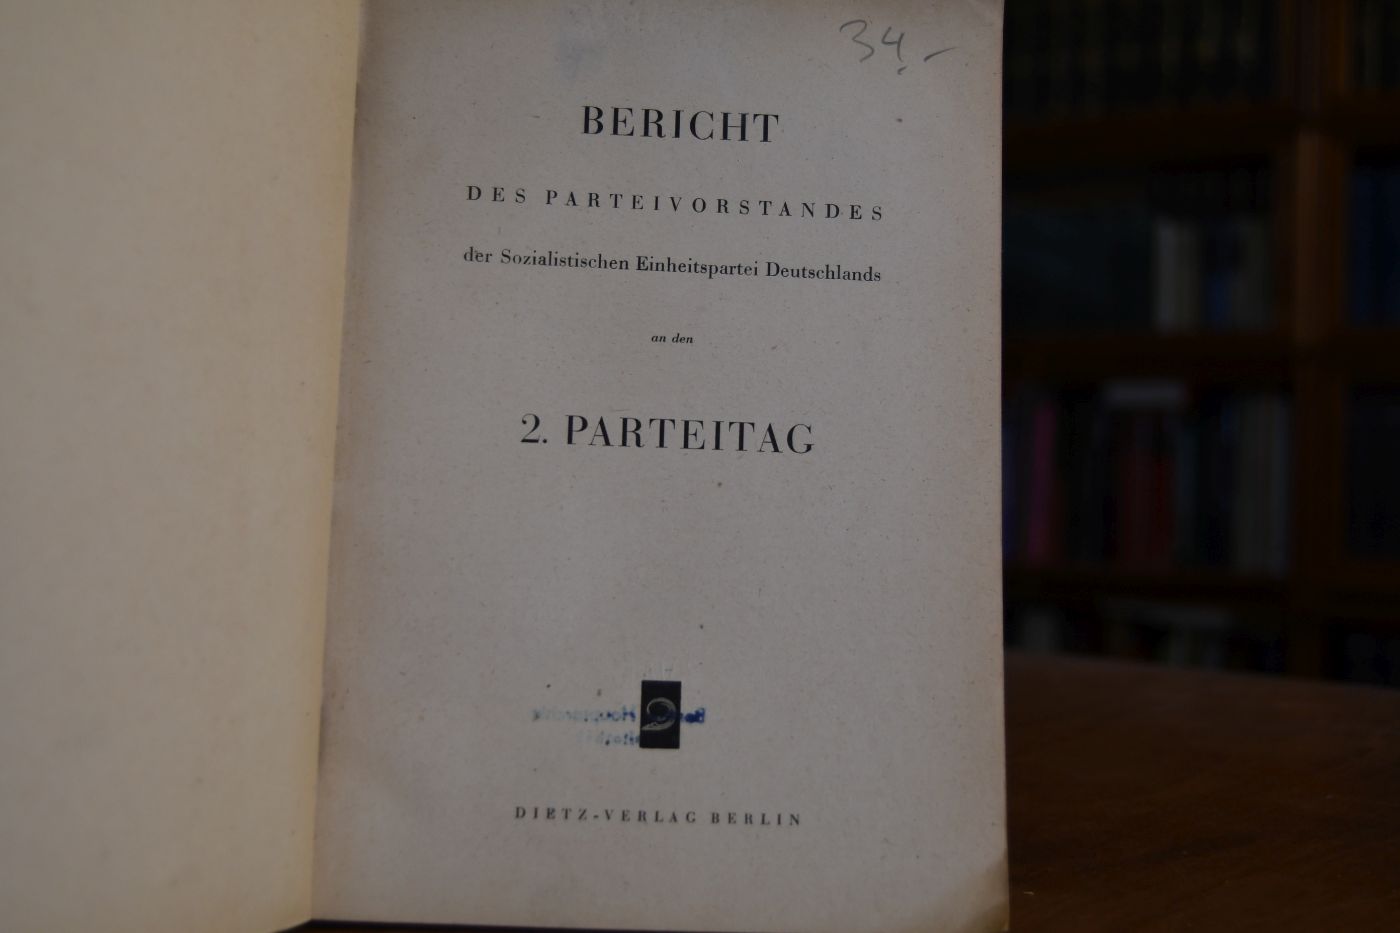 34,-
BERICHT
DES PARTEIVORSTANDES
der Sozialistischen Einheitspartei Deutschlands
an den
2. PARTEITAG
DIETZ-VERLAG BERLIN